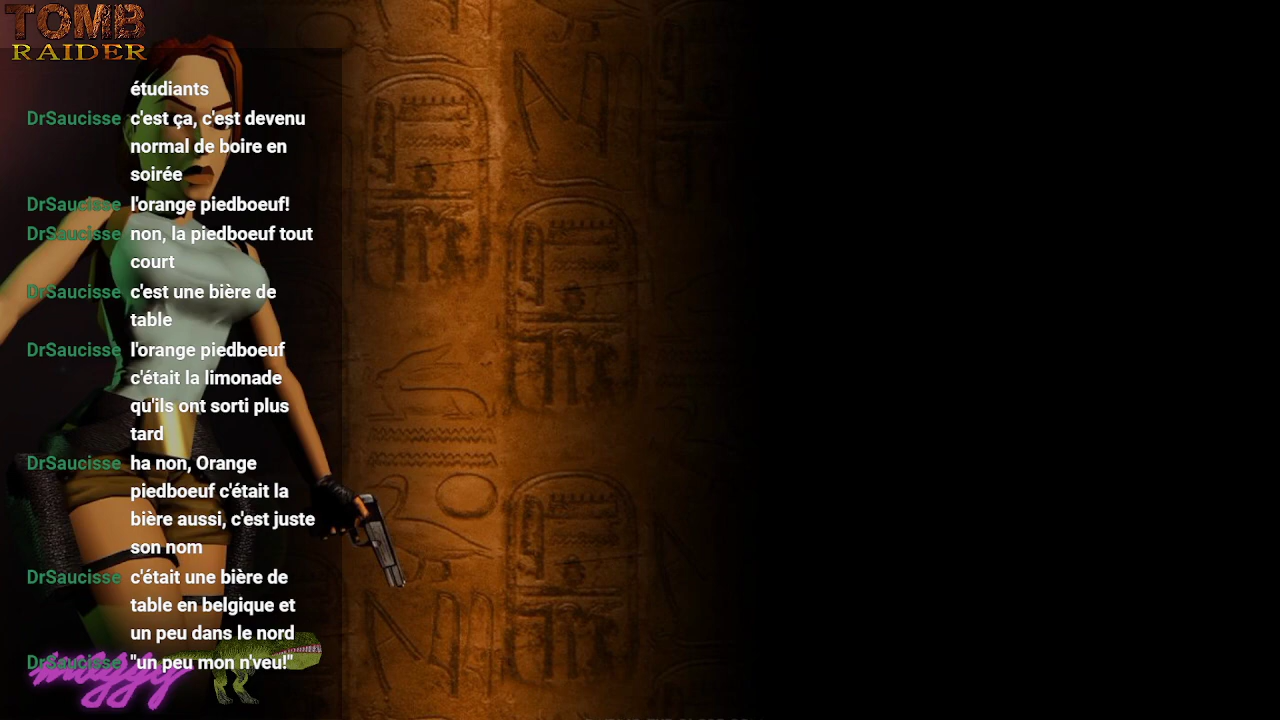 TOMB
RAIDER
étudiants
DrSaucisse c'est ça, c'est devenu
normal de boire en
soirée
DrSaucisse l'orange piedboeuf!
DrSaucisse non, la piedboeuf tout
court
DrSaucisse c'est une bière de
table
DrSaucisse l'orange piedboeuf
c'était la limonade
qu'ils ont sorti plus
tard
DrSaucisse ha non, Orange
piedboeuf c'était la
bière aussi, c'est juste
son nom
DrSaucisse c'était une bière de
table en belgique et
un peu dans le nord
DrSaucisse "un peu mon n'veu!"